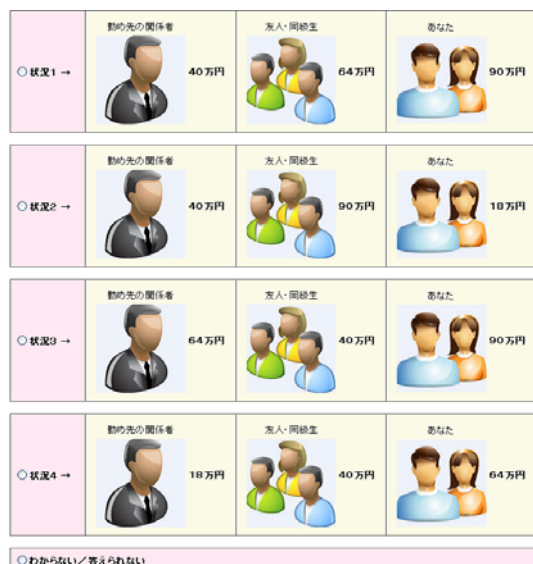 勤め先の関係者 友人・同級生 あなた
○状況1 → 40万円 64万円 90万円
勤め先の関係者 友人・同級生 あなた
○状況2 → 40万円 90万円 18万円
勤め先の関係者 友人・同級生 あなた
○状況3 → 64万円 40万円 90万円
勤め先の関係者 友人・同級生 あなた
○状況4 → 18万円 40万円 64万円
○わからない/答えられない